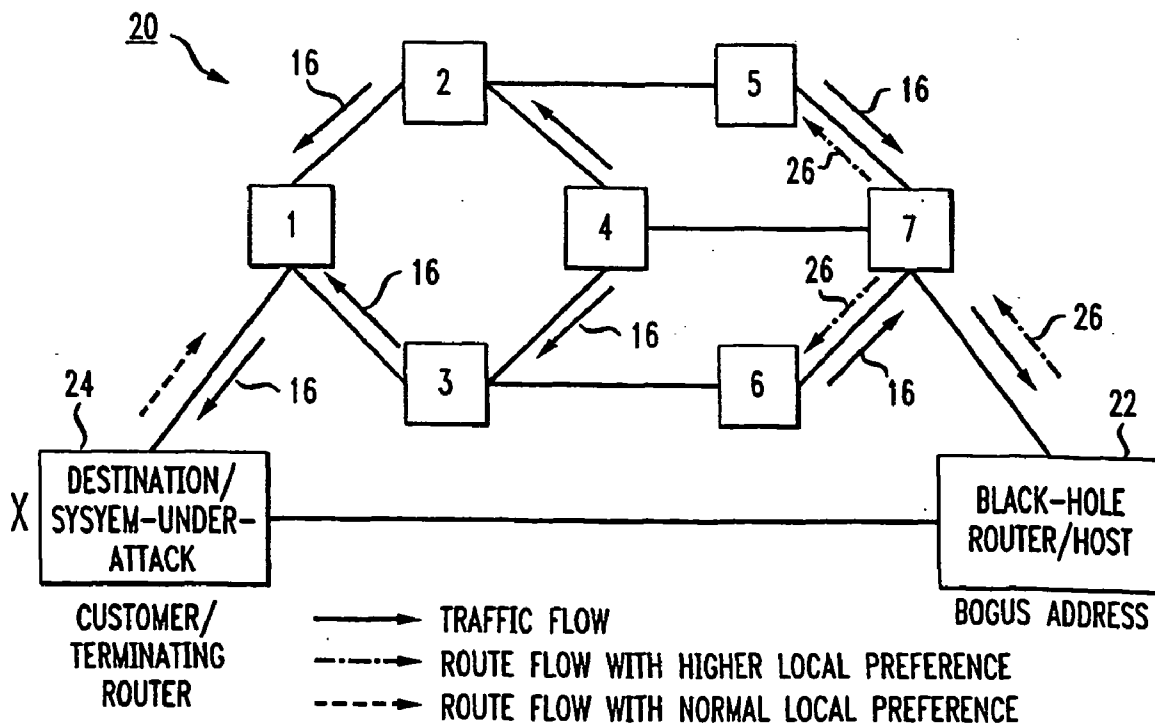 20
16
2
5
16
26
1
4
7
16
26
26
16
3
6
16
16
24
22
X
DESTINATION/
SYSYEM-UNDER-
ATTACK
BLACK-HOLE
ROUTER/HOST
CUSTOMER/
TERMINATING
ROUTER
BOGUS ADDRESS
TRAFFIC FLOW
ROUTE FLOW WITH HIGHER LOCAL PREFERENCE
ROUTE FLOW WITH NORMAL LOCAL PREFERENCE